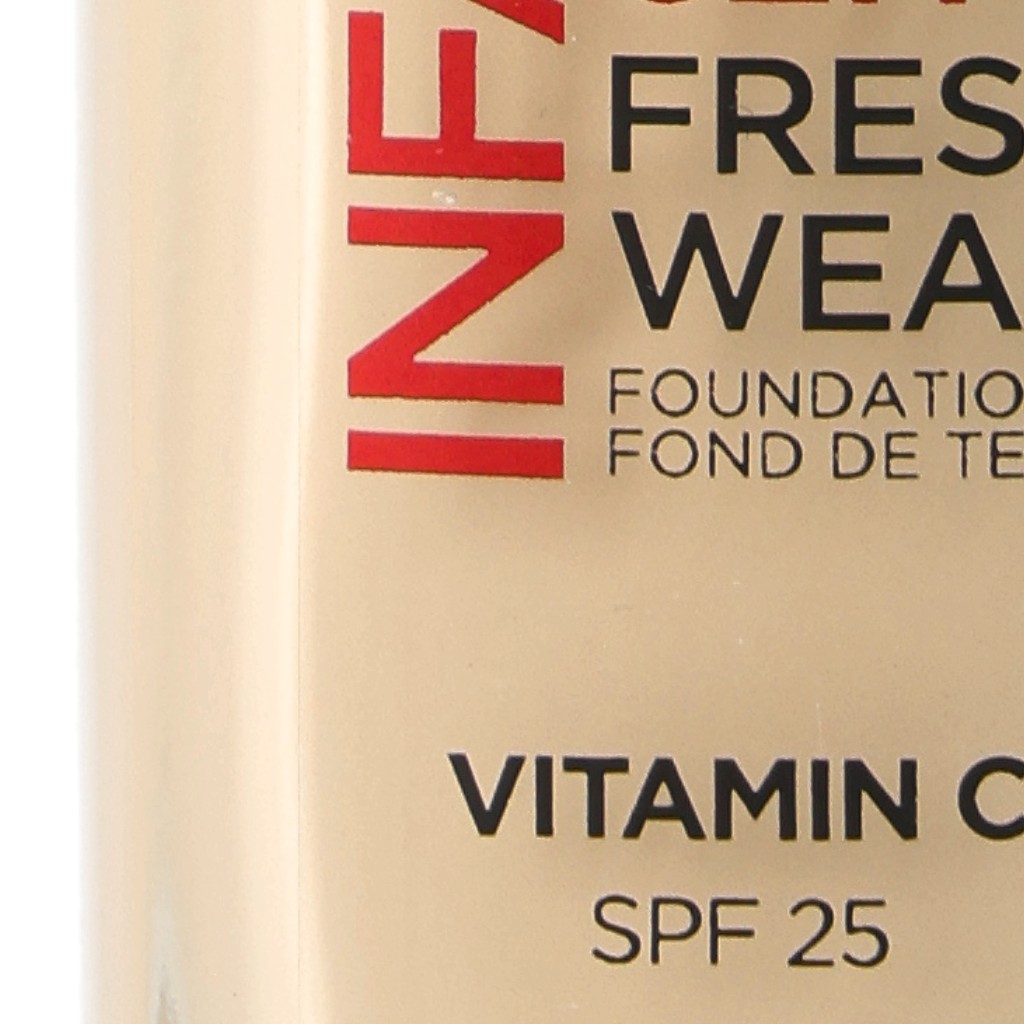 INFA
FRES
WEA
FOUNDATIO
FOND DE TE
VITAMIN C
SPF 25